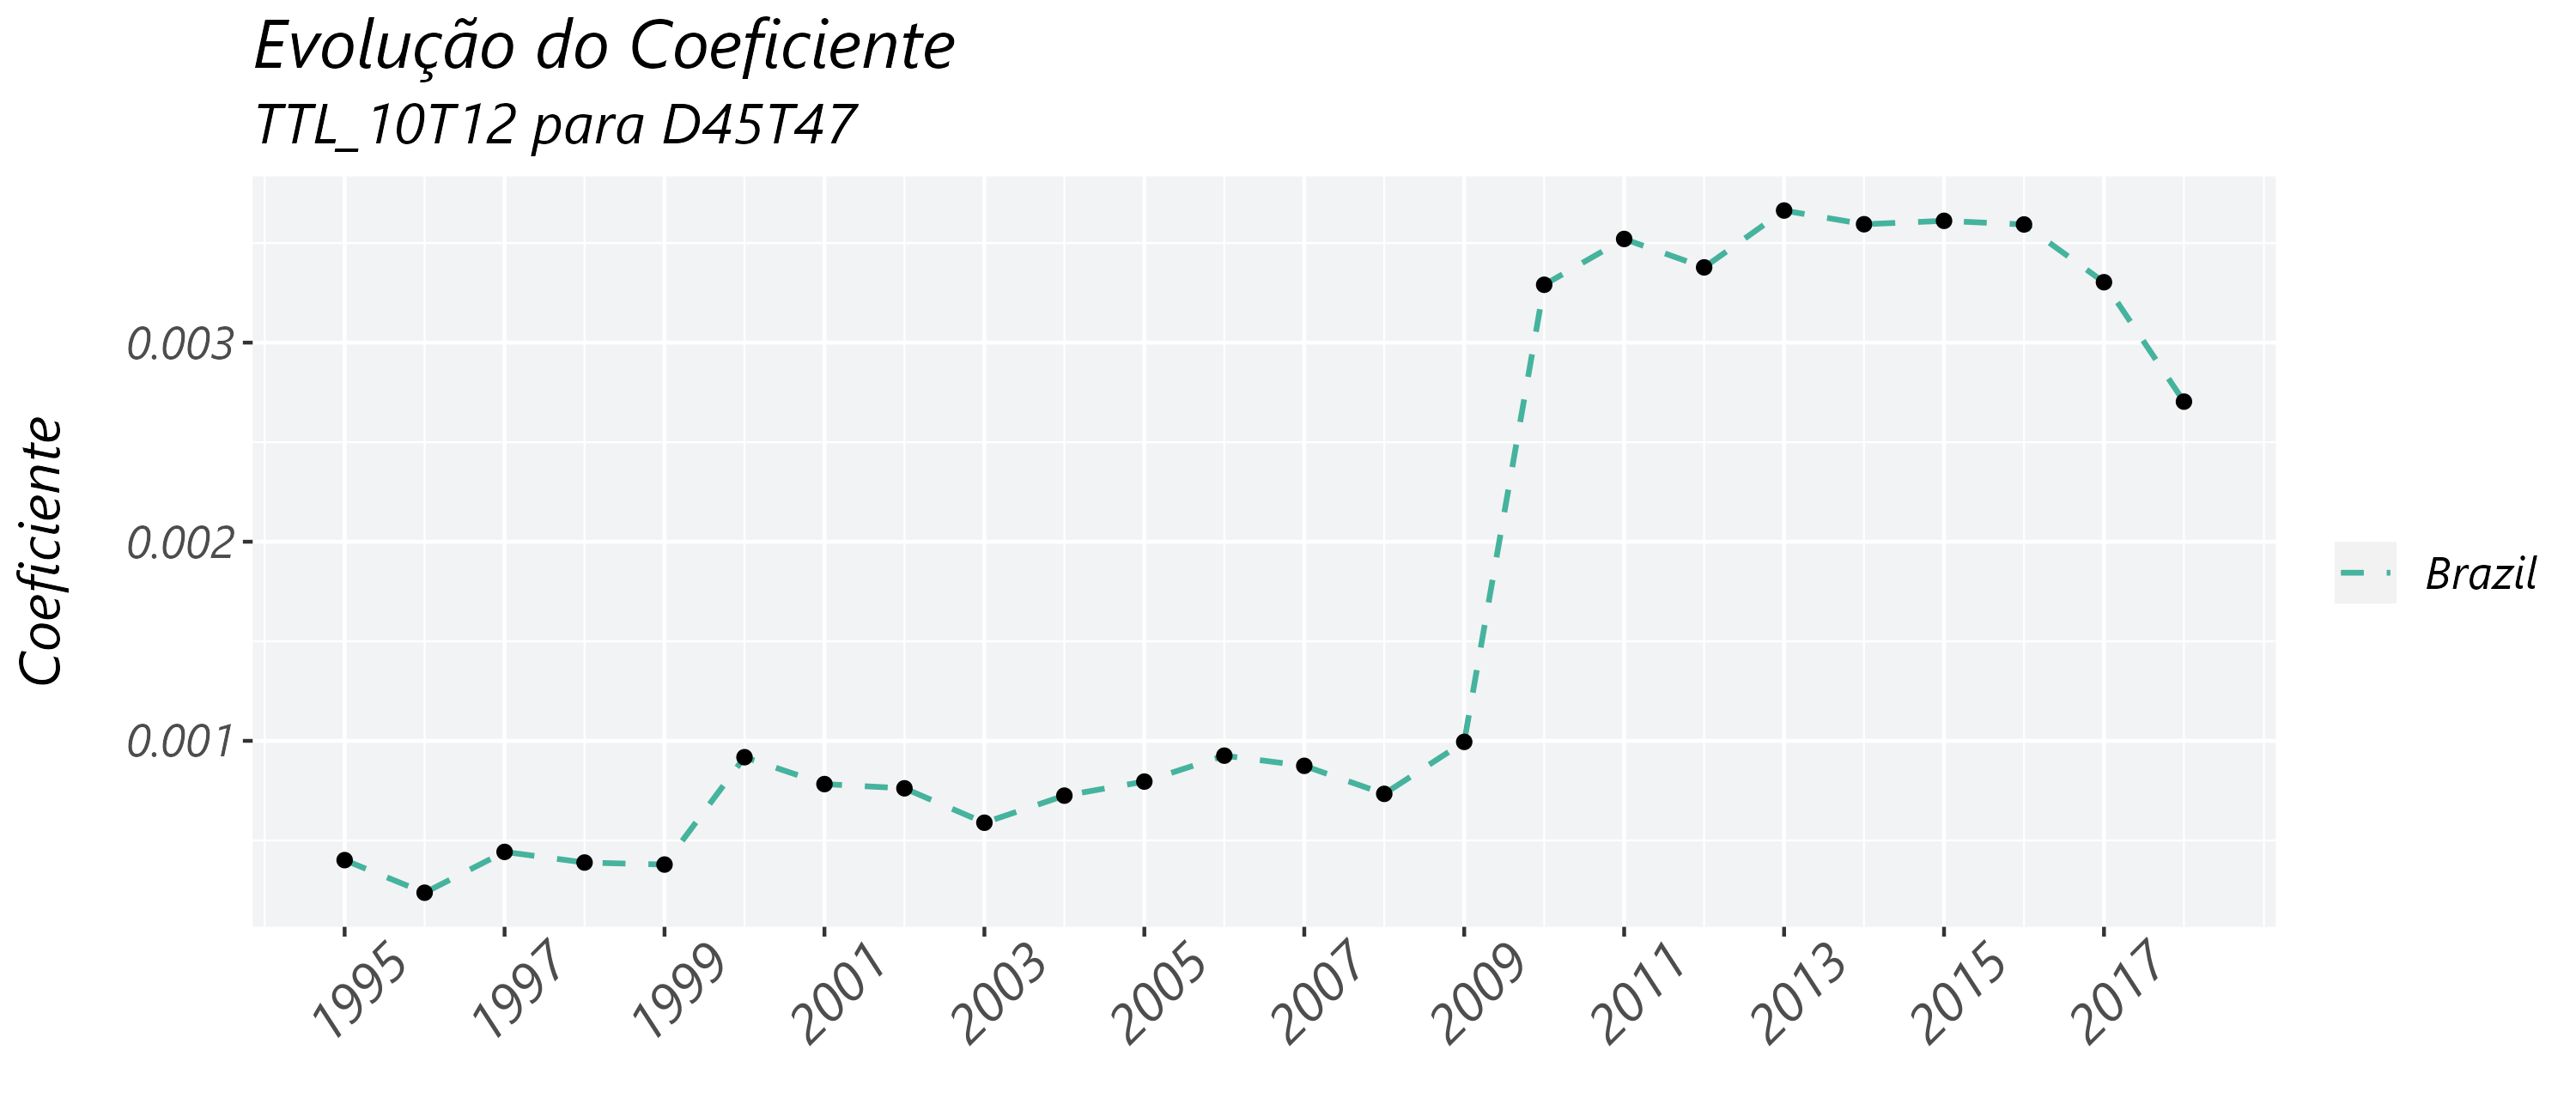 Evolução do Coeficiente
TTL_10T12 para D45T47
Coeficiente
0.003
0.002
0.001
1995 1997 1999 2001 2003 2005 2007 2009 2011 2013 2015 2017
Brazil